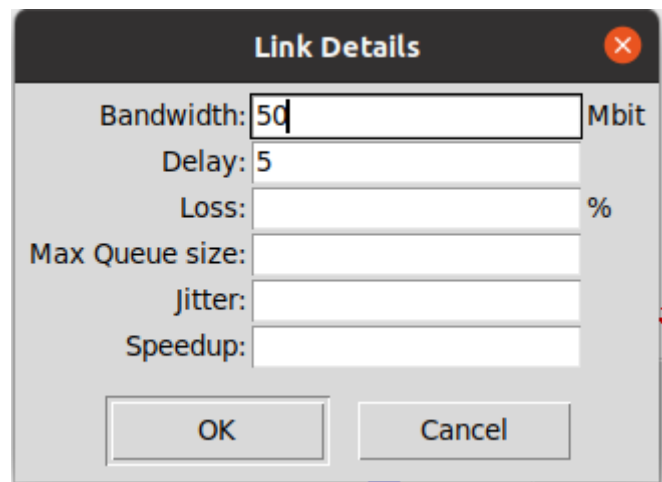 Link Details
Bandwidth: 50 Mbit
Delay: 5
Loss: %
Max Queue size:
Jitter:
Speedup:
OK Cancel